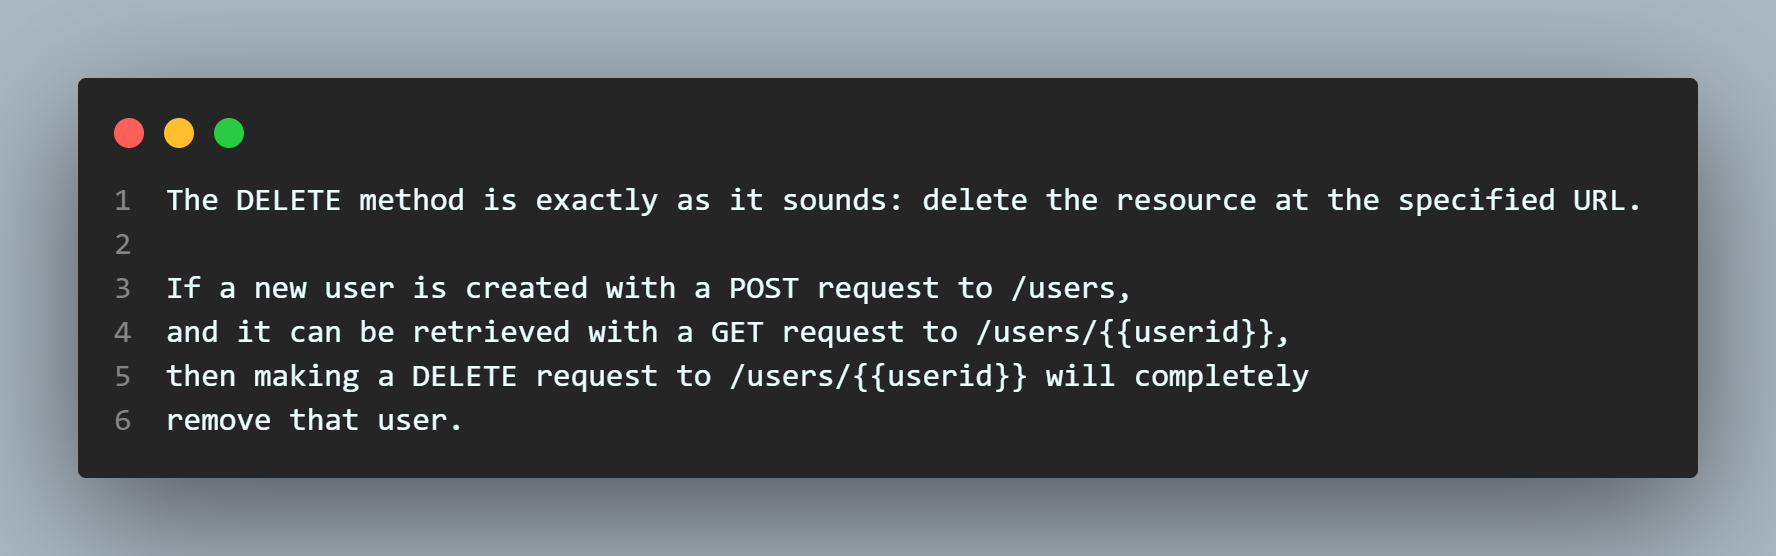 1 The DELETE method is exactly as it sounds: delete the resource at the specified URL.
2
3 If a new user is created with a POST request to /users,
4 and it can be retrieved with a GET request to /users/{{userid}},
5 then making a DELETE request to /users/{{userid}} will completely
6 remove that user.